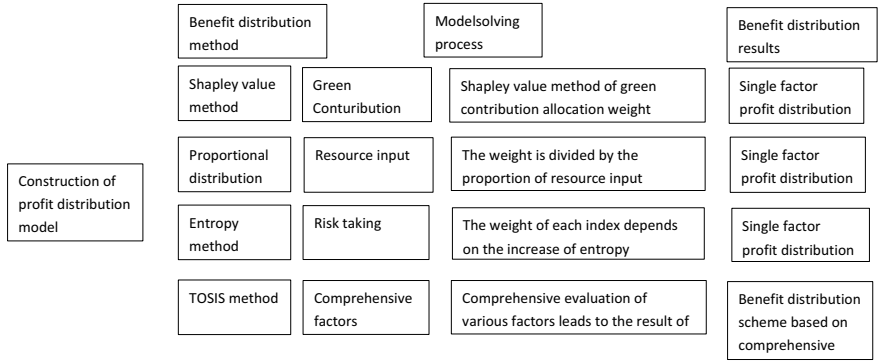 Benefit distribution
method
Modelsolving
process
Benefit distribution
results
Shapley value
method
Green
Conturibution
Shapley value method of green
contribution allocation weight
Single factor
profit distribution
Construction of
profit distribution
model
Proportional
distribution
Resource input
The weight is divided by the
proportion of resource input
Single factor
profit distribution
Entropy
method
Risk taking
The weight of each index depends
on the increase of entropy
Single factor
profit distribution
TOSIS method
Comprehensive
factors
Comprehensive evaluation of
various factors leads to the result of
Benefit distribution
scheme based on
comprehensive